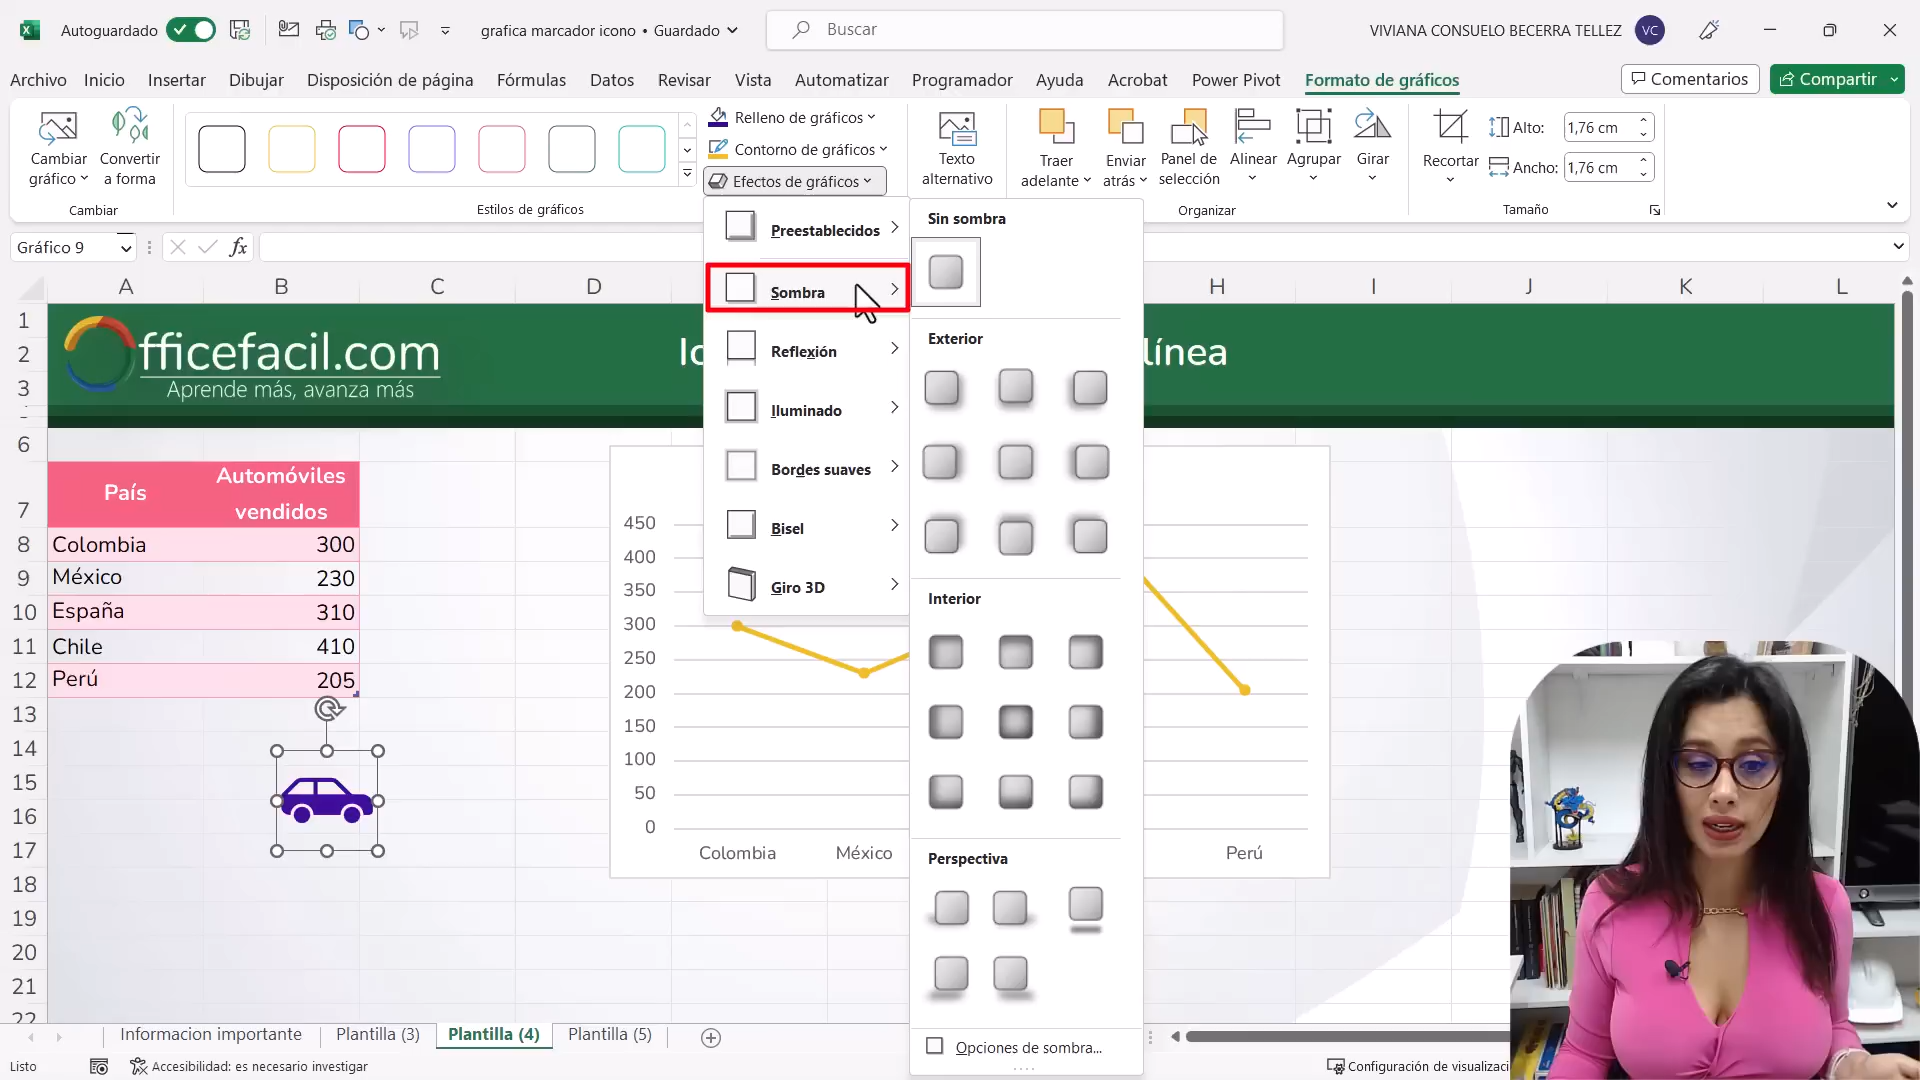 Autoguardado
grafica marcador icono • Guardado
Buscar
VIVIANA CONSUELO BECERRA TELLEZ
VC
Archivo
Inicio
Insertar
Dibujar
Disposición de página
Fórmulas
Datos
Revisar
Vista
Automatizar
Programador
Ayuda
Acrobat
Power Pivot
Formato de gráficos
Comentarios
Compartir
Cambiar
gráfico
Convertir
a forma
Cambiar
Estilos de gráficos
Relleno de gráficos
Contorno de gráficos
Efectos de gráficos
Texto
alternativo
Traer
adelante
Enviar
atrás
Panel de
selección
Alinear
Agrupar
Girar
Organizar
Recortar
Alto:
1,76 cm
Ancho:
1,76 cm
Tamaño
Gráfico 9
fx
Preestablecidos
Sombra
Reflexión
Iluminado
Bordes suaves
Bisel
Giro 3D
Sin sombra
Exterior
Interior
Perspectiva
Opciones de sombra...
A
B
C
D
H
I
J
K
L
1
2
3
6
7
8
9
10
11
12
13
14
15
16
17
18
19
20
21
22
fficefacil.com
Aprende más, avanza más
Ic
línea
País
Automóviles
vendidos
Colombia 300
México 230
España 310
Chile 410
Perú 205
450
400
350
300
250
200
150
100
50
0
Colombia
México
Perú
Informacion importante
Plantilla (3)
Plantilla (4)
Plantilla (5)
Listo
Accesibilidad: es necesario investigar
Configuración de visualizaci